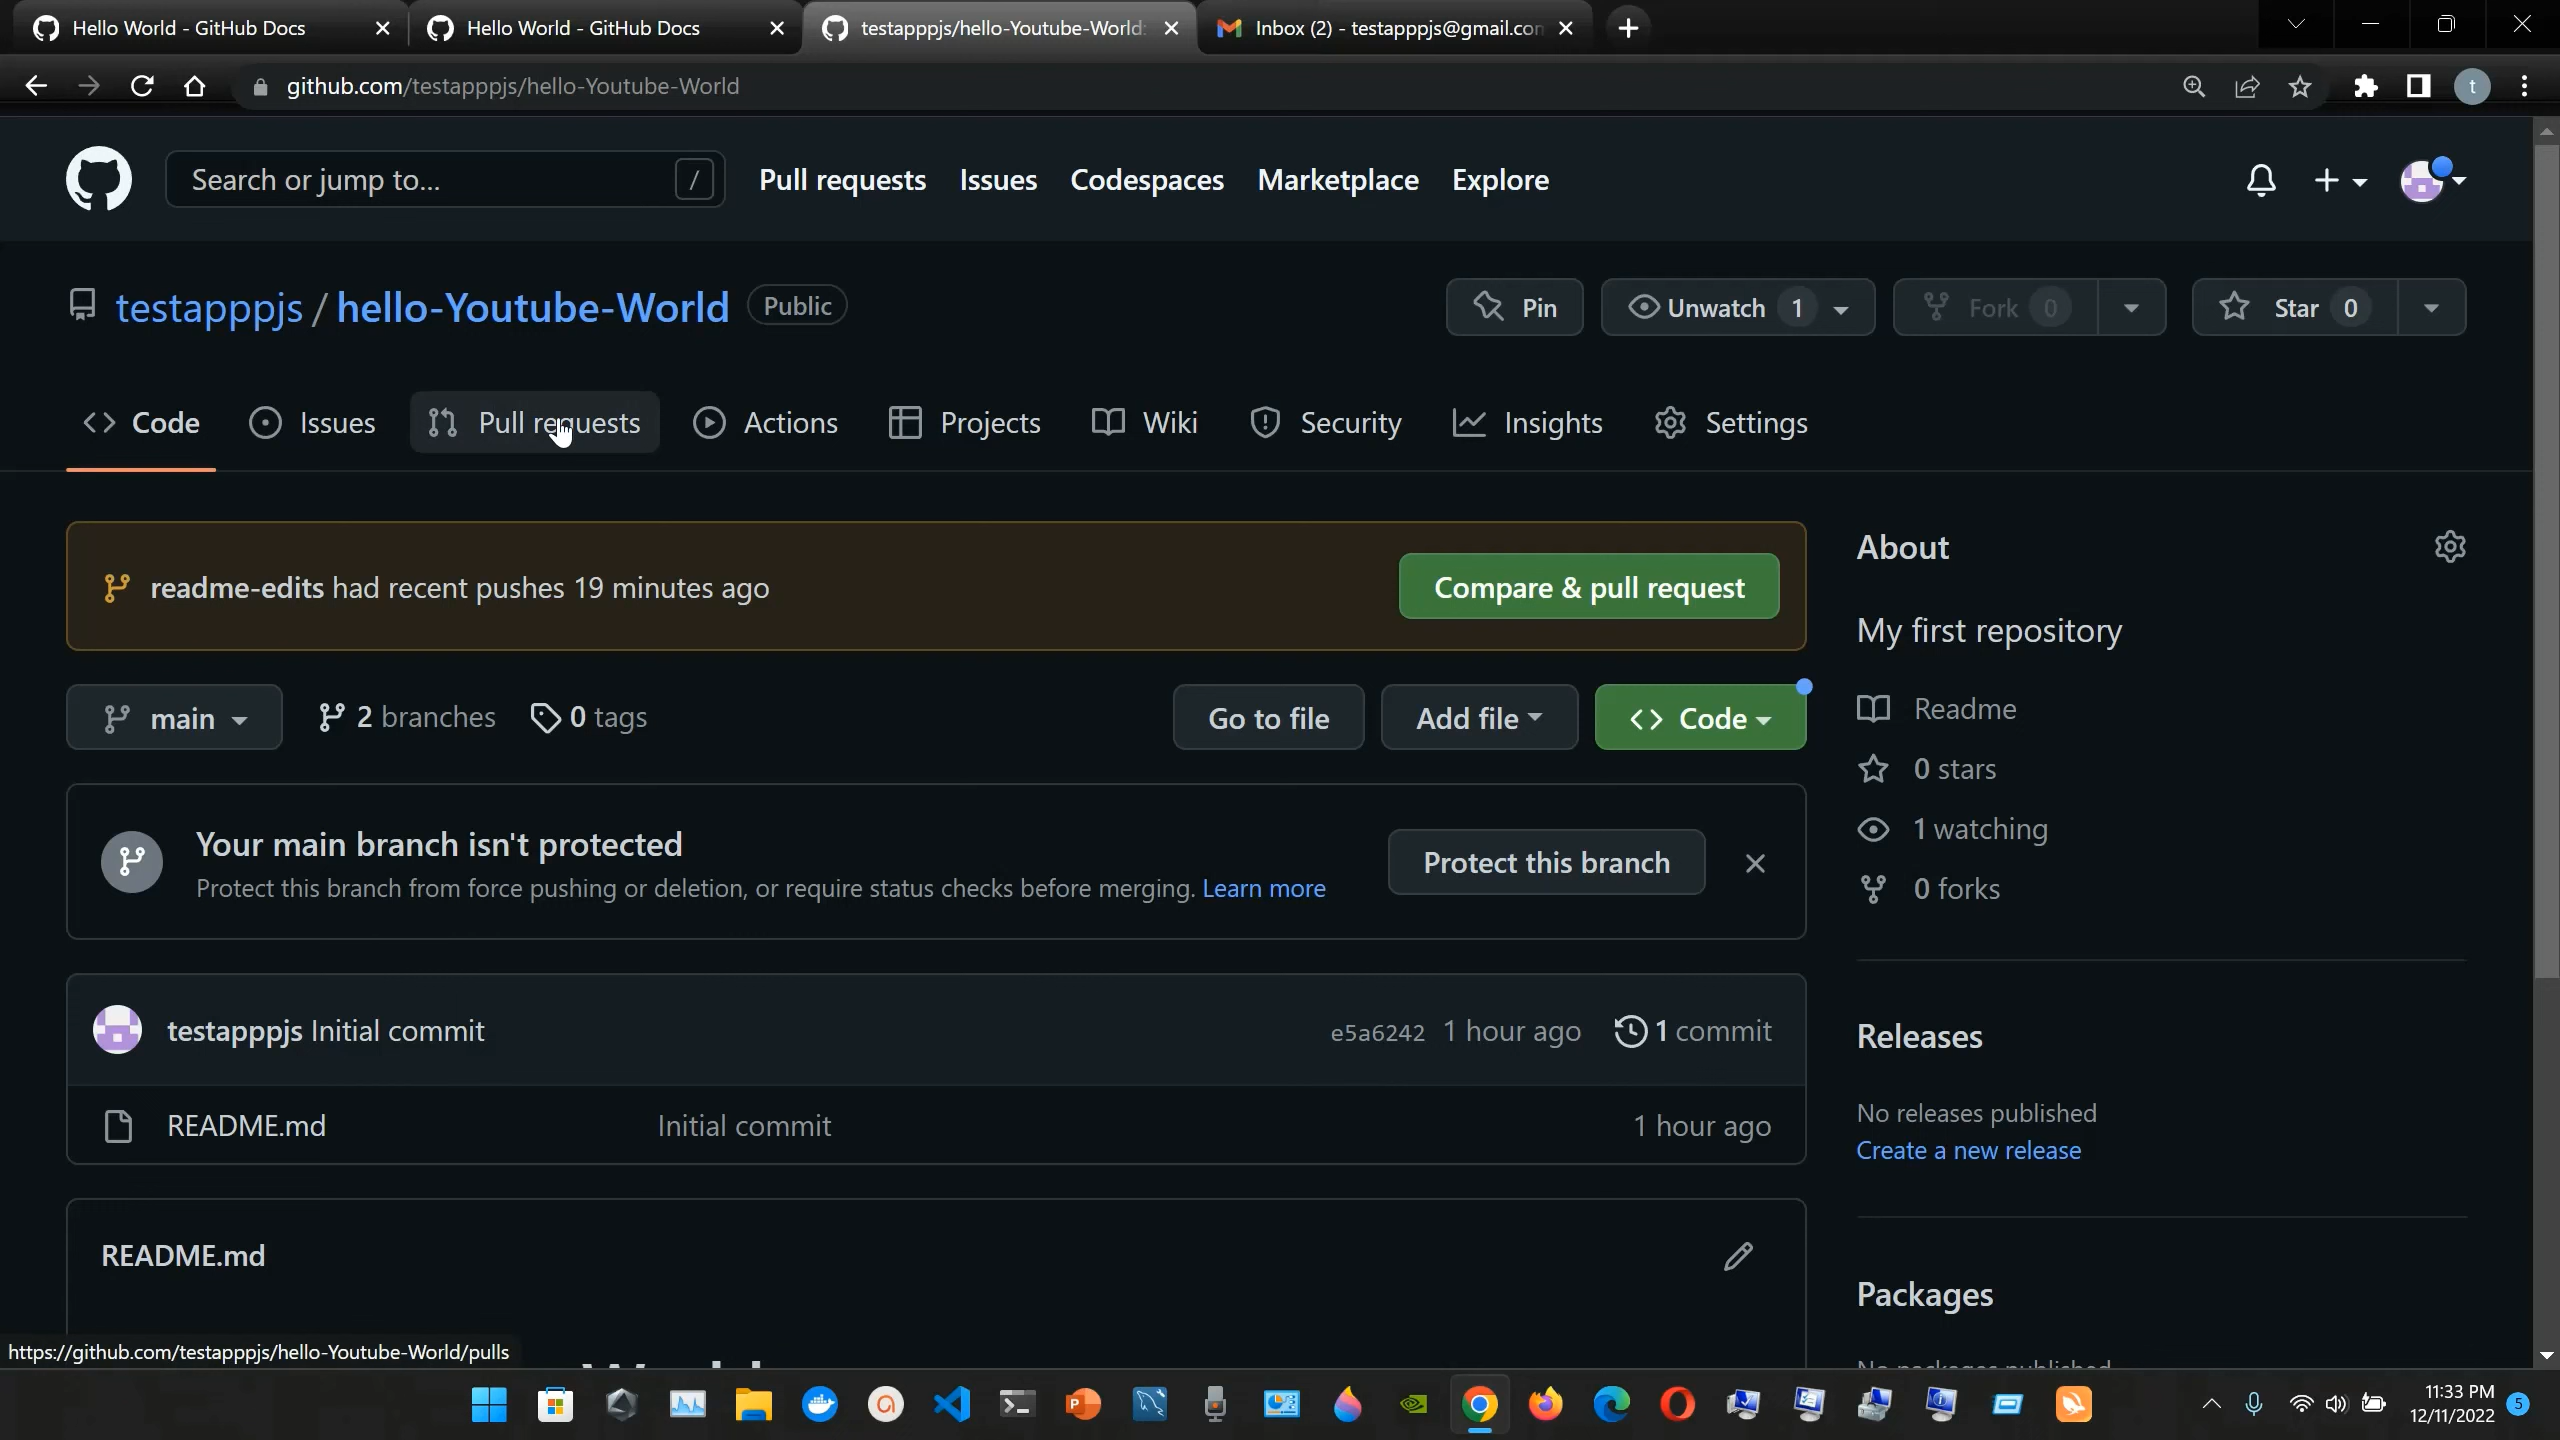 Hello World - GitHub Docs
Hello World - GitHub Docs
testapppjs/hello-Youtube-World:
Inbox (2) - testapppjs@gmail.con
github.com/testapppjs/hello-Youtube-World
t
Search or jump to...
/
Pull requests
Issues
Codespaces
Marketplace
Explore
testapppjs / hello-Youtube-World
Public
Pin
Unwatch 1
Fork 0
Star 0
Code
Issues
Pull requests
Actions
Projects
Wiki
Security
Insights
Settings
readme-edits had recent pushes 19 minutes ago
Compare & pull request
main
2 branches
0 tags
Go to file
Add file
Code
Your main branch isn't protected
Protect this branch from force pushing or deletion, or require status checks before merging. Learn more
Protect this branch
testapppjs Initial commit
e5a6242 1 hour ago
1 commit
README.md
Initial commit
1 hour ago
README.md
About
My first repository
Readme
0 stars
1 watching
0 forks
Releases
No releases published
Create a new release
Packages
https://github.com/testapppjs/hello-Youtube-World/pulls
11:33 PM
12/11/2022
5